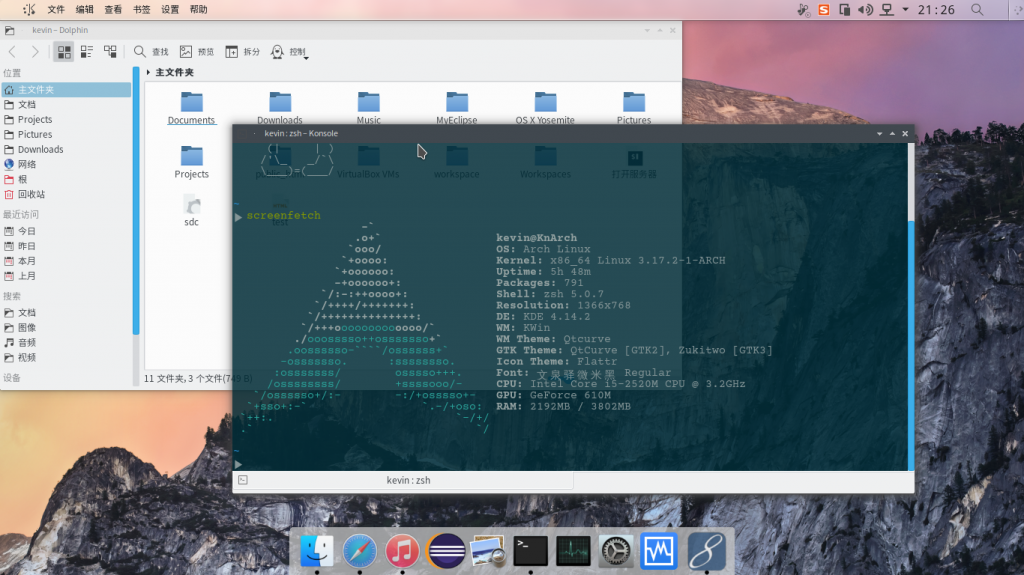 文件 编辑 查看 书签 设置 帮助
21:26
kevin – Dolphin
查找 预览 拆分 控制
位置
主文件夹
文档
Projects
Pictures
Downloads
网络
根
回收站
最近访问
今日
昨日
本月
上月
搜索
文档
图像
音频
视频
设备
主文件夹
Documents Downloads Music MyEclipse OS X Yosemite Pictures
Projects VirtualBox VMs workspace Workspaces 打开服务器
sdc test
11 文件夹, 3 个文件
kevin : zsh – Konsole
screenfetch
kevin@KnArch
OS: Arch Linux
Kernel: x86_64 Linux 3.17.2-1-ARCH
Uptime: 5h 48m
Packages: 791
Shell: zsh 5.0.7
Resolution: 1366x768
DE: KDE 4.14.2
WM: KWin
WM Theme: Qtcurve
GTK Theme: QtCurve [GTK2], Zukitwo [GTK3]
Icon Theme: Flattr
Font: 文泉驿微米黑 Regular
CPU: Intel Core i5-2520M CPU @ 3.2GHz
GPU: GeForce 610M
RAM: 2192MB / 3802MB
kevin : zsh